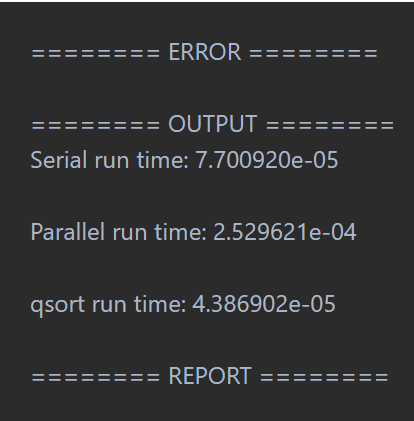 ======== ERROR ========
======== OUTPUT ========
Serial run time: 7.700920e-05
Parallel run time: 2.529621e-04
qsort run time: 4.386902e-05
======== REPORT ========